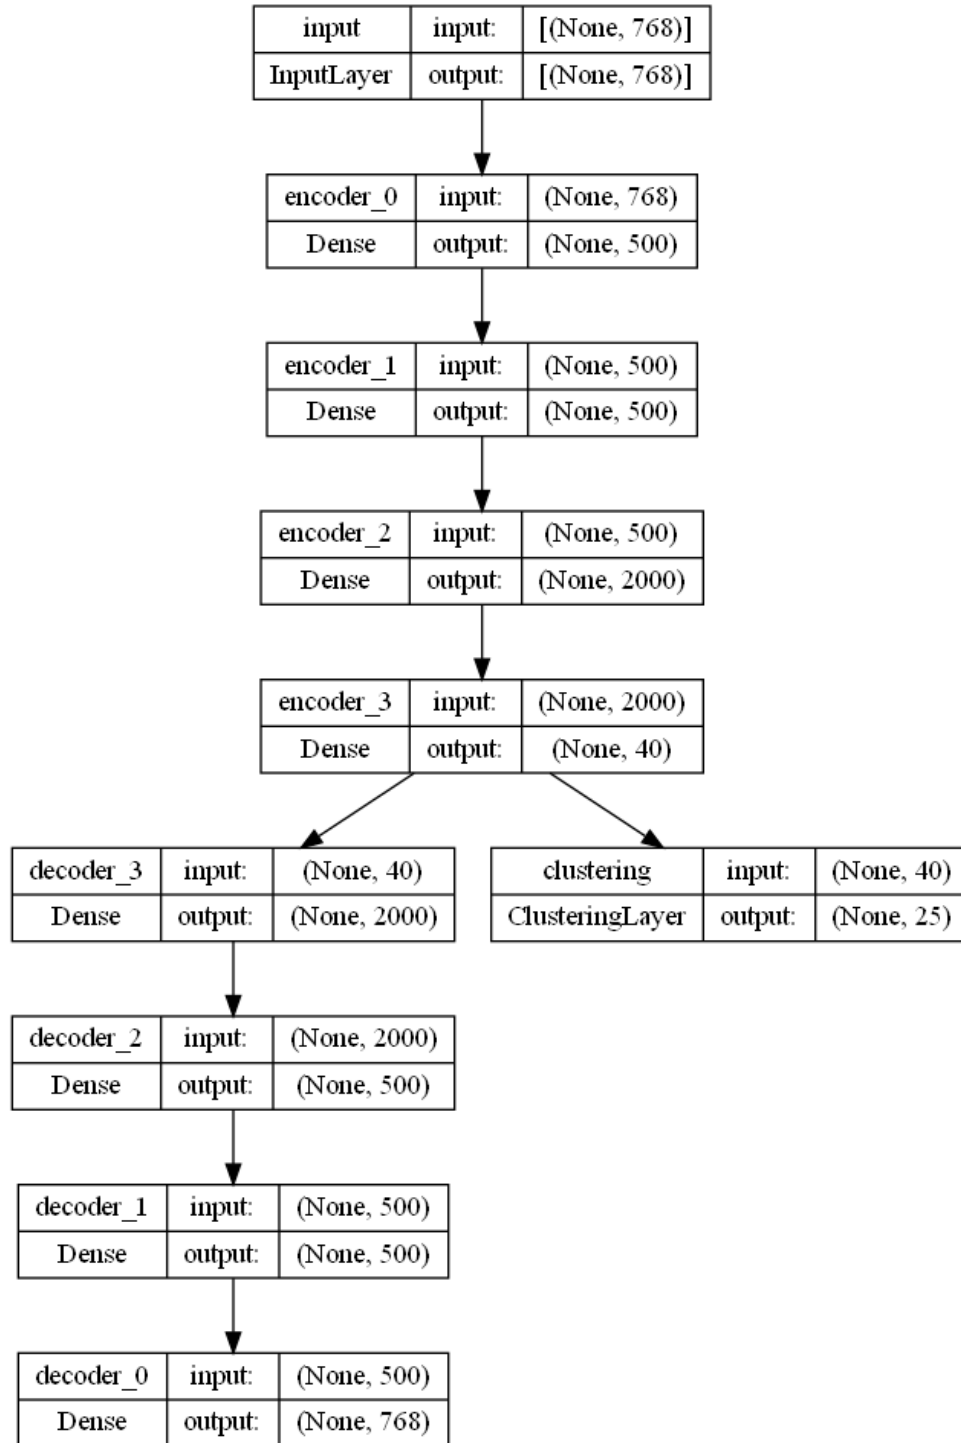 input input: [(None, 768)]
InputLayer output: [(None, 768)]
encoder_0 input: (None, 768)
Dense output: (None, 500)
encoder_1 input: (None, 500)
Dense output: (None, 500)
encoder_2 input: (None, 500)
Dense output: (None, 2000)
encoder_3 input: (None, 2000)
Dense output: (None, 40)
decoder_3 input: (None, 40)
Dense output: (None, 2000)
clustering input: (None, 40)
ClusteringLayer output: (None, 25)
decoder_2 input: (None, 2000)
Dense output: (None, 500)
decoder_1 input: (None, 500)
Dense output: (None, 500)
decoder_0 input: (None, 500)
Dense output: (None, 768)